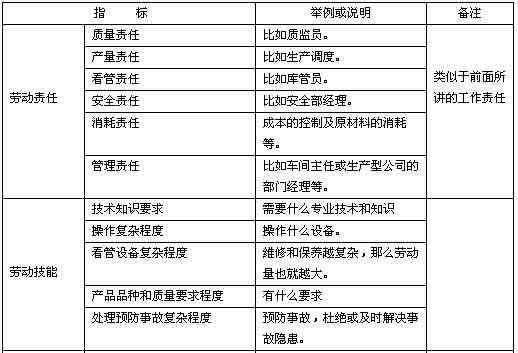 指 标 举例或说明 备注
劳动责任
质量责任 比如质监员。
产量责任 比如生产调度。
看管责任 比如库管员。
安全责任 比如安全部经理。
消耗责任 成本的控制及原材料的消耗
等。
管理责任 比如车间主任或生产型公司的
部门经理等。
类似于前面所
讲的工作责任
劳动技能
技术知识要求 需要什么专业技术和知识
操作复杂程度 操作什么设备。
看管设备复杂程度 维修和保养越复杂，那么劳动
量也就越大。
产品品种和质量要求程度 有什么要求
处理预防事故复杂程度 预防事故，杜绝或及时解决事
故隐患。